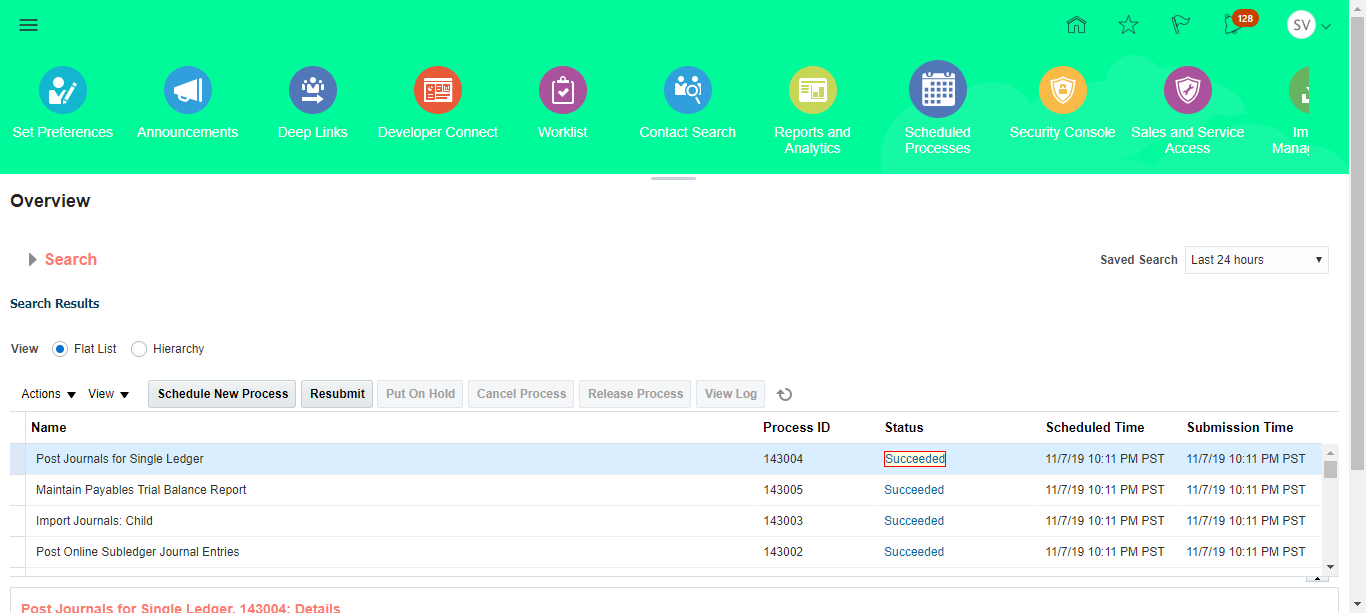 128
SV
Set Preferences
Announcements
Deep Links
Developer Connect
Worklist
Contact Search
Reports and
Analytics
Scheduled
Processes
Security Console
Sales and Service
Access
Im
Manag
Overview
Search
Saved Search Last 24 hours
Search Results
View Flat List Hierarchy
Actions View Schedule New Process Resubmit Put On Hold Cancel Process Release Process View Log
Name Process ID Status Scheduled Time Submission Time
Post Journals for Single Ledger 143004 Succeeded 11/7/19 10:11 PM PST 11/7/19 10:11 PM PST
Maintain Payables Trial Balance Report 143005 Succeeded 11/7/19 10:11 PM PST 11/7/19 10:11 PM PST
Import Journals: Child 143003 Succeeded 11/7/19 10:11 PM PST 11/7/19 10:11 PM PST
Post Online Subledger Journal Entries 143002 Succeeded 11/7/19 10:11 PM PST 11/7/19 10:11 PM PST
Post Journals for Single Ledger, 143004: Details